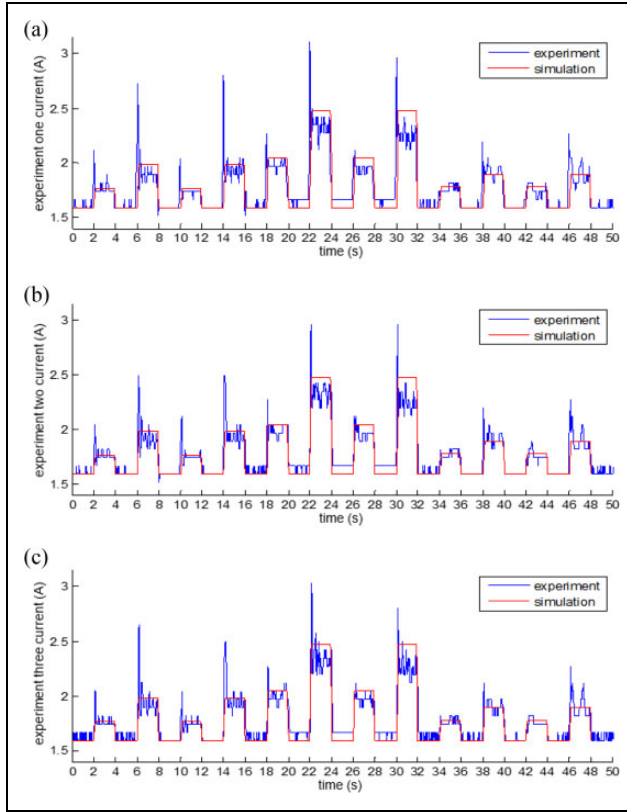 (a)
experiment one current (A)
3
2.5
2
1.5
experiment
simulation
0 2 4 6 8 10 12 14 16 18 20 22 24 26 28 30 32 34 36 38 40 42 44 46 48 50
time (s)
(b)
experiment two current (A)
3
2.5
2
1.5
experiment
simulation
0 2 4 6 8 10 12 14 16 18 20 22 24 26 28 30 32 34 36 38 40 42 44 46 48 50
time (s)
(c)
experiment three current (A)
3
2.5
2
1.5
experiment
simulation
0 2 4 6 8 10 12 14 16 18 20 22 24 26 28 30 32 34 36 38 40 42 44 46 48 50
time (s)